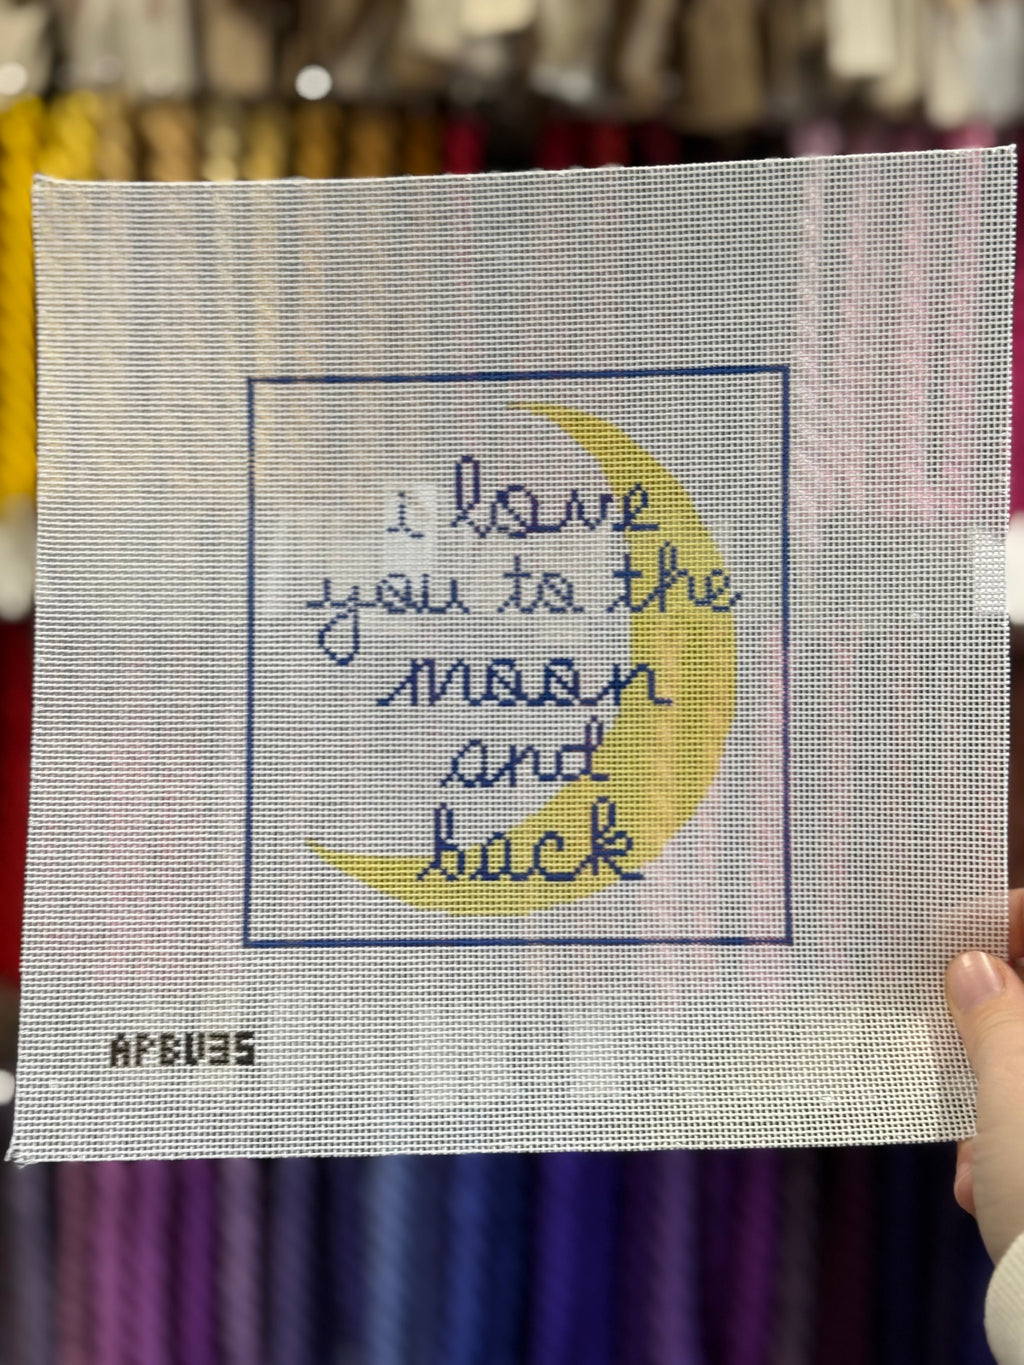 i love
you to the
moon
and
back
APBV35